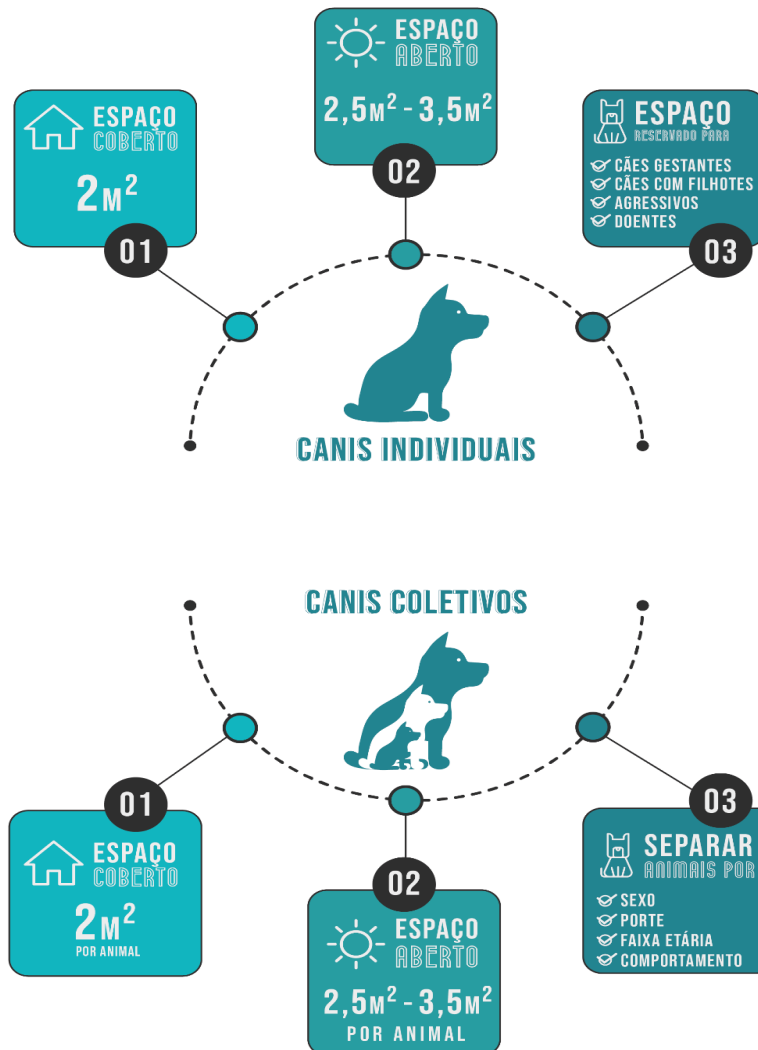 ESPAÇO
COBERTO
2M²
01
ESPAÇO
ABERTO
2,5M² - 3,5M²
02
ESPAÇO
RESERVADO PARA
CÃES GESTANTES
CÃES COM FILHOTES
AGRESSIVOS
DOENTES
03
CANIS INDIVIDUAIS
CANIS COLETIVOS
01
ESPAÇO
COBERTO
2M²
POR ANIMAL
02
ESPAÇO
ABERTO
2,5M² - 3,5M²
POR ANIMAL
03
SEPARAR
ANIMAIS POR
SEXO
PORTE
FAIXA ETÁRIA
COMPORTAMENTO